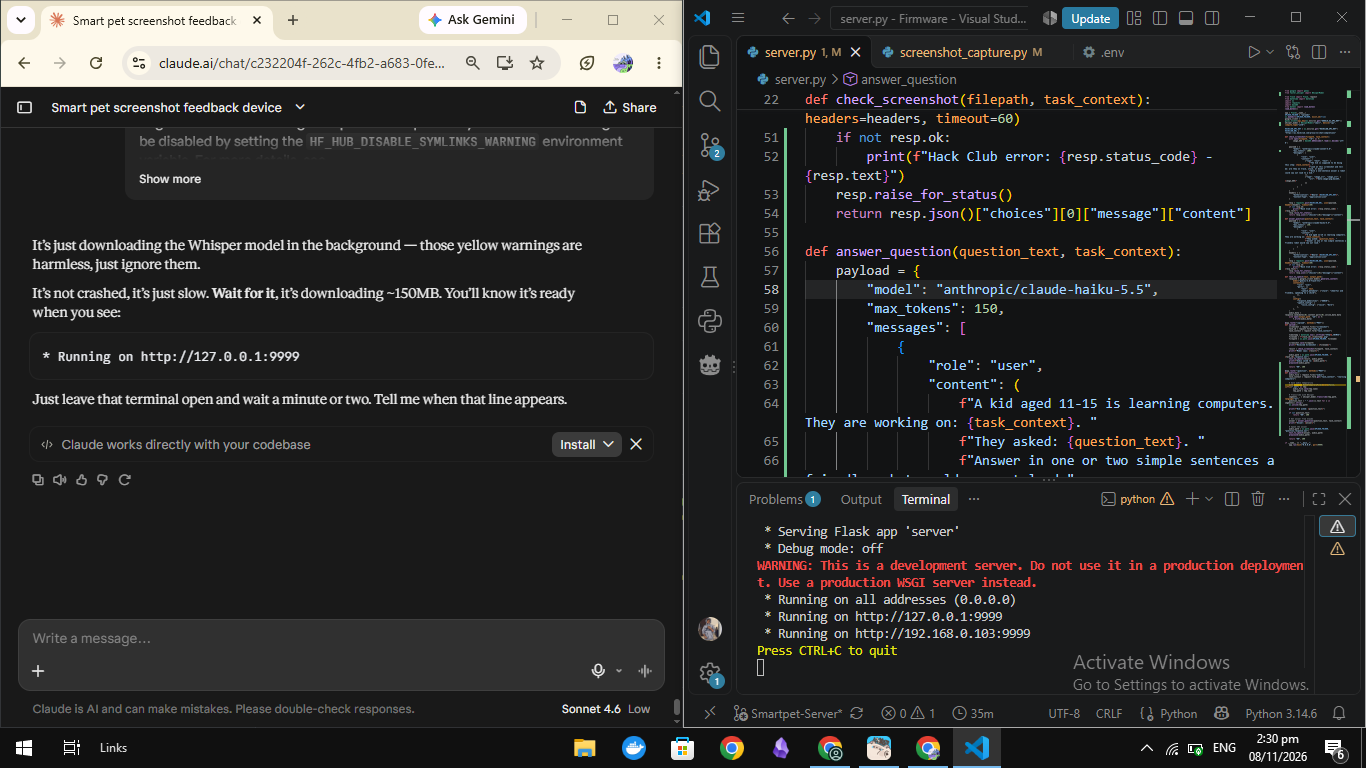 Smart pet screenshot feedback
Ask Gemini
claude.ai/chat/c232204f-262c-4fb2-a683-0fe...
Smart pet screenshot feedback device
Share
be disabled by setting the HF_HUB_DISABLE_SYMLINKS_WARNING environment
Show more
It's just downloading the Whisper model in the background — those yellow warnings are
harmless, just ignore them.
It's not crashed, it's just slow. Wait for it, it's downloading ~150MB. You'll know it's ready
when you see:
* Running on http://127.0.0.1:9999
Just leave that terminal open and wait a minute or two. Tell me when that line appears.
Claude works directly with your codebase
Install
Write a message...
Claude is AI and can make mistakes. Please double-check responses.
Sonnet 4.6 Low
server.py - Firmware - Visual Stud...
Update
server.py 1, M
screenshot_capture.py M
.env
server.py > answer_question
22 def check_screenshot(filepath, task_context):
headers=headers, timeout=60)
51 if not resp.ok:
52 print(f"Hack Club error: {resp.status_code} -
{resp.text}")
53 resp.raise_for_status()
54 return resp.json()["choices"][0]["message"]["content"]
55
56 def answer_question(question_text, task_context):
57 payload = {
58 "model": "anthropic/claude-haiku-5.5",
59 "max_tokens": 150,
60 "messages": [
61 {
62 "role": "user",
63 "content": (
64 f"A kid aged 11-15 is learning computers.
They are working on: {task_context}. "
65 f"They asked: {question_text}. "
66 f"Answer in one or two simple sentences a
Problems 1
Output
Terminal
python
* Serving Flask app 'server'
* Debug mode: off
WARNING: This is a development server. Do not use it in a production deploymen
t. Use a production WSGI server instead.
* Running on all addresses (0.0.0.0)
* Running on http://127.0.0.1:9999
* Running on http://192.168.0.103:9999
Press CTRL+C to quit
Activate Windows
Go to Settings to activate Windows.
2
1
Smartpet-Server*
0
1
35m
UTF-8
CRLF
Python
Python 3.14.6
Links
ENG
2:30 pm
08/11/2026
6